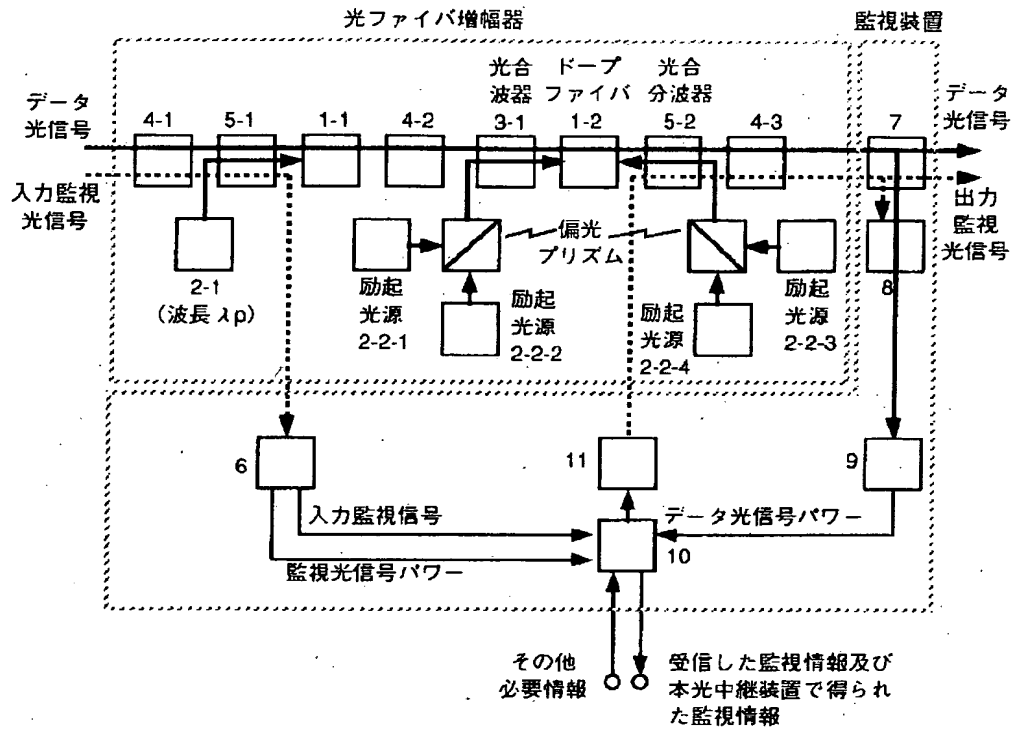 光ファイバ増幅器
監視装置
光合
波器
ドープ
ファイバ
光合
分波器
データ
光信号
データ
光信号
4-1
5-1
1-1
4-2
3-1
1-2
5-2
4-3
7
入力監視
光信号
出力
監視
光信号
偏光
プリズム
2-1
(波長 λp)
励起
光源
2-2-1
励起
光源
2-2-2
励起
光源
2-2-4
励起
光源
2-2-3
8
6
11
9
入力監視信号
データ光信号パワー
監視光信号パワー
10
その他
必要情報
受信した監視情報及び
本光中継装置で得られ
た監視情報